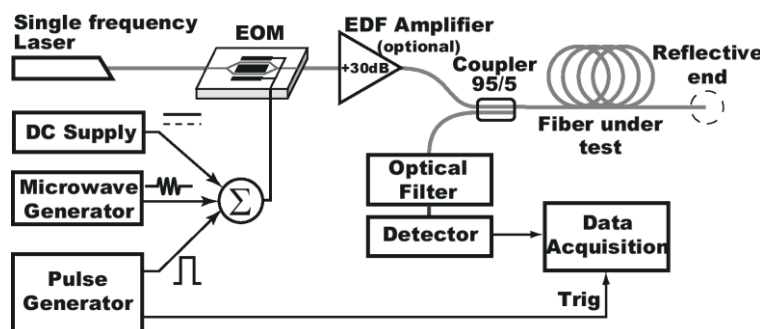 Single frequency
Laser
EOM
EDF Amplifier
(optional)
+30dB
Coupler
95/5
Reflective
end
Fiber under
test
DC Supply
Microwave
Generator
Σ
Optical
Filter
Detector
Data
Acquisition
Pulse
Generator
Trig